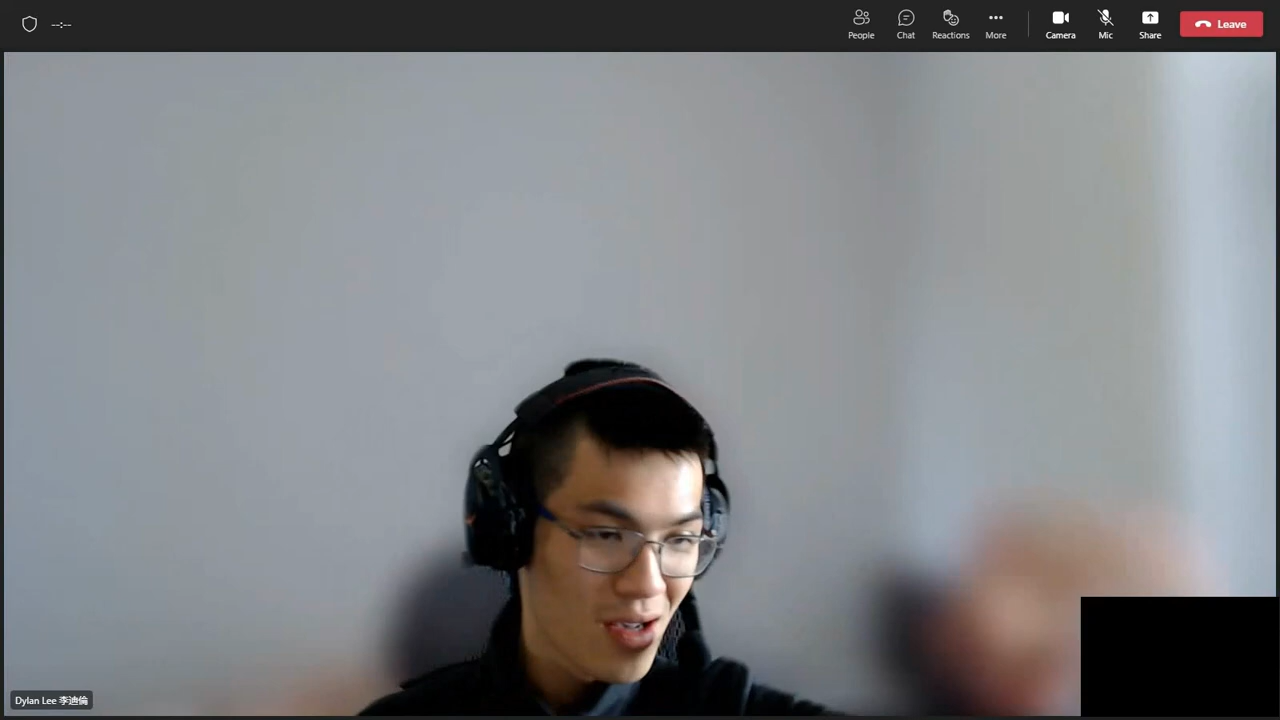 --:--
People
Chat
Reactions
More
Camera
Mic
Share
Leave
Dylan Lee 李迪倫